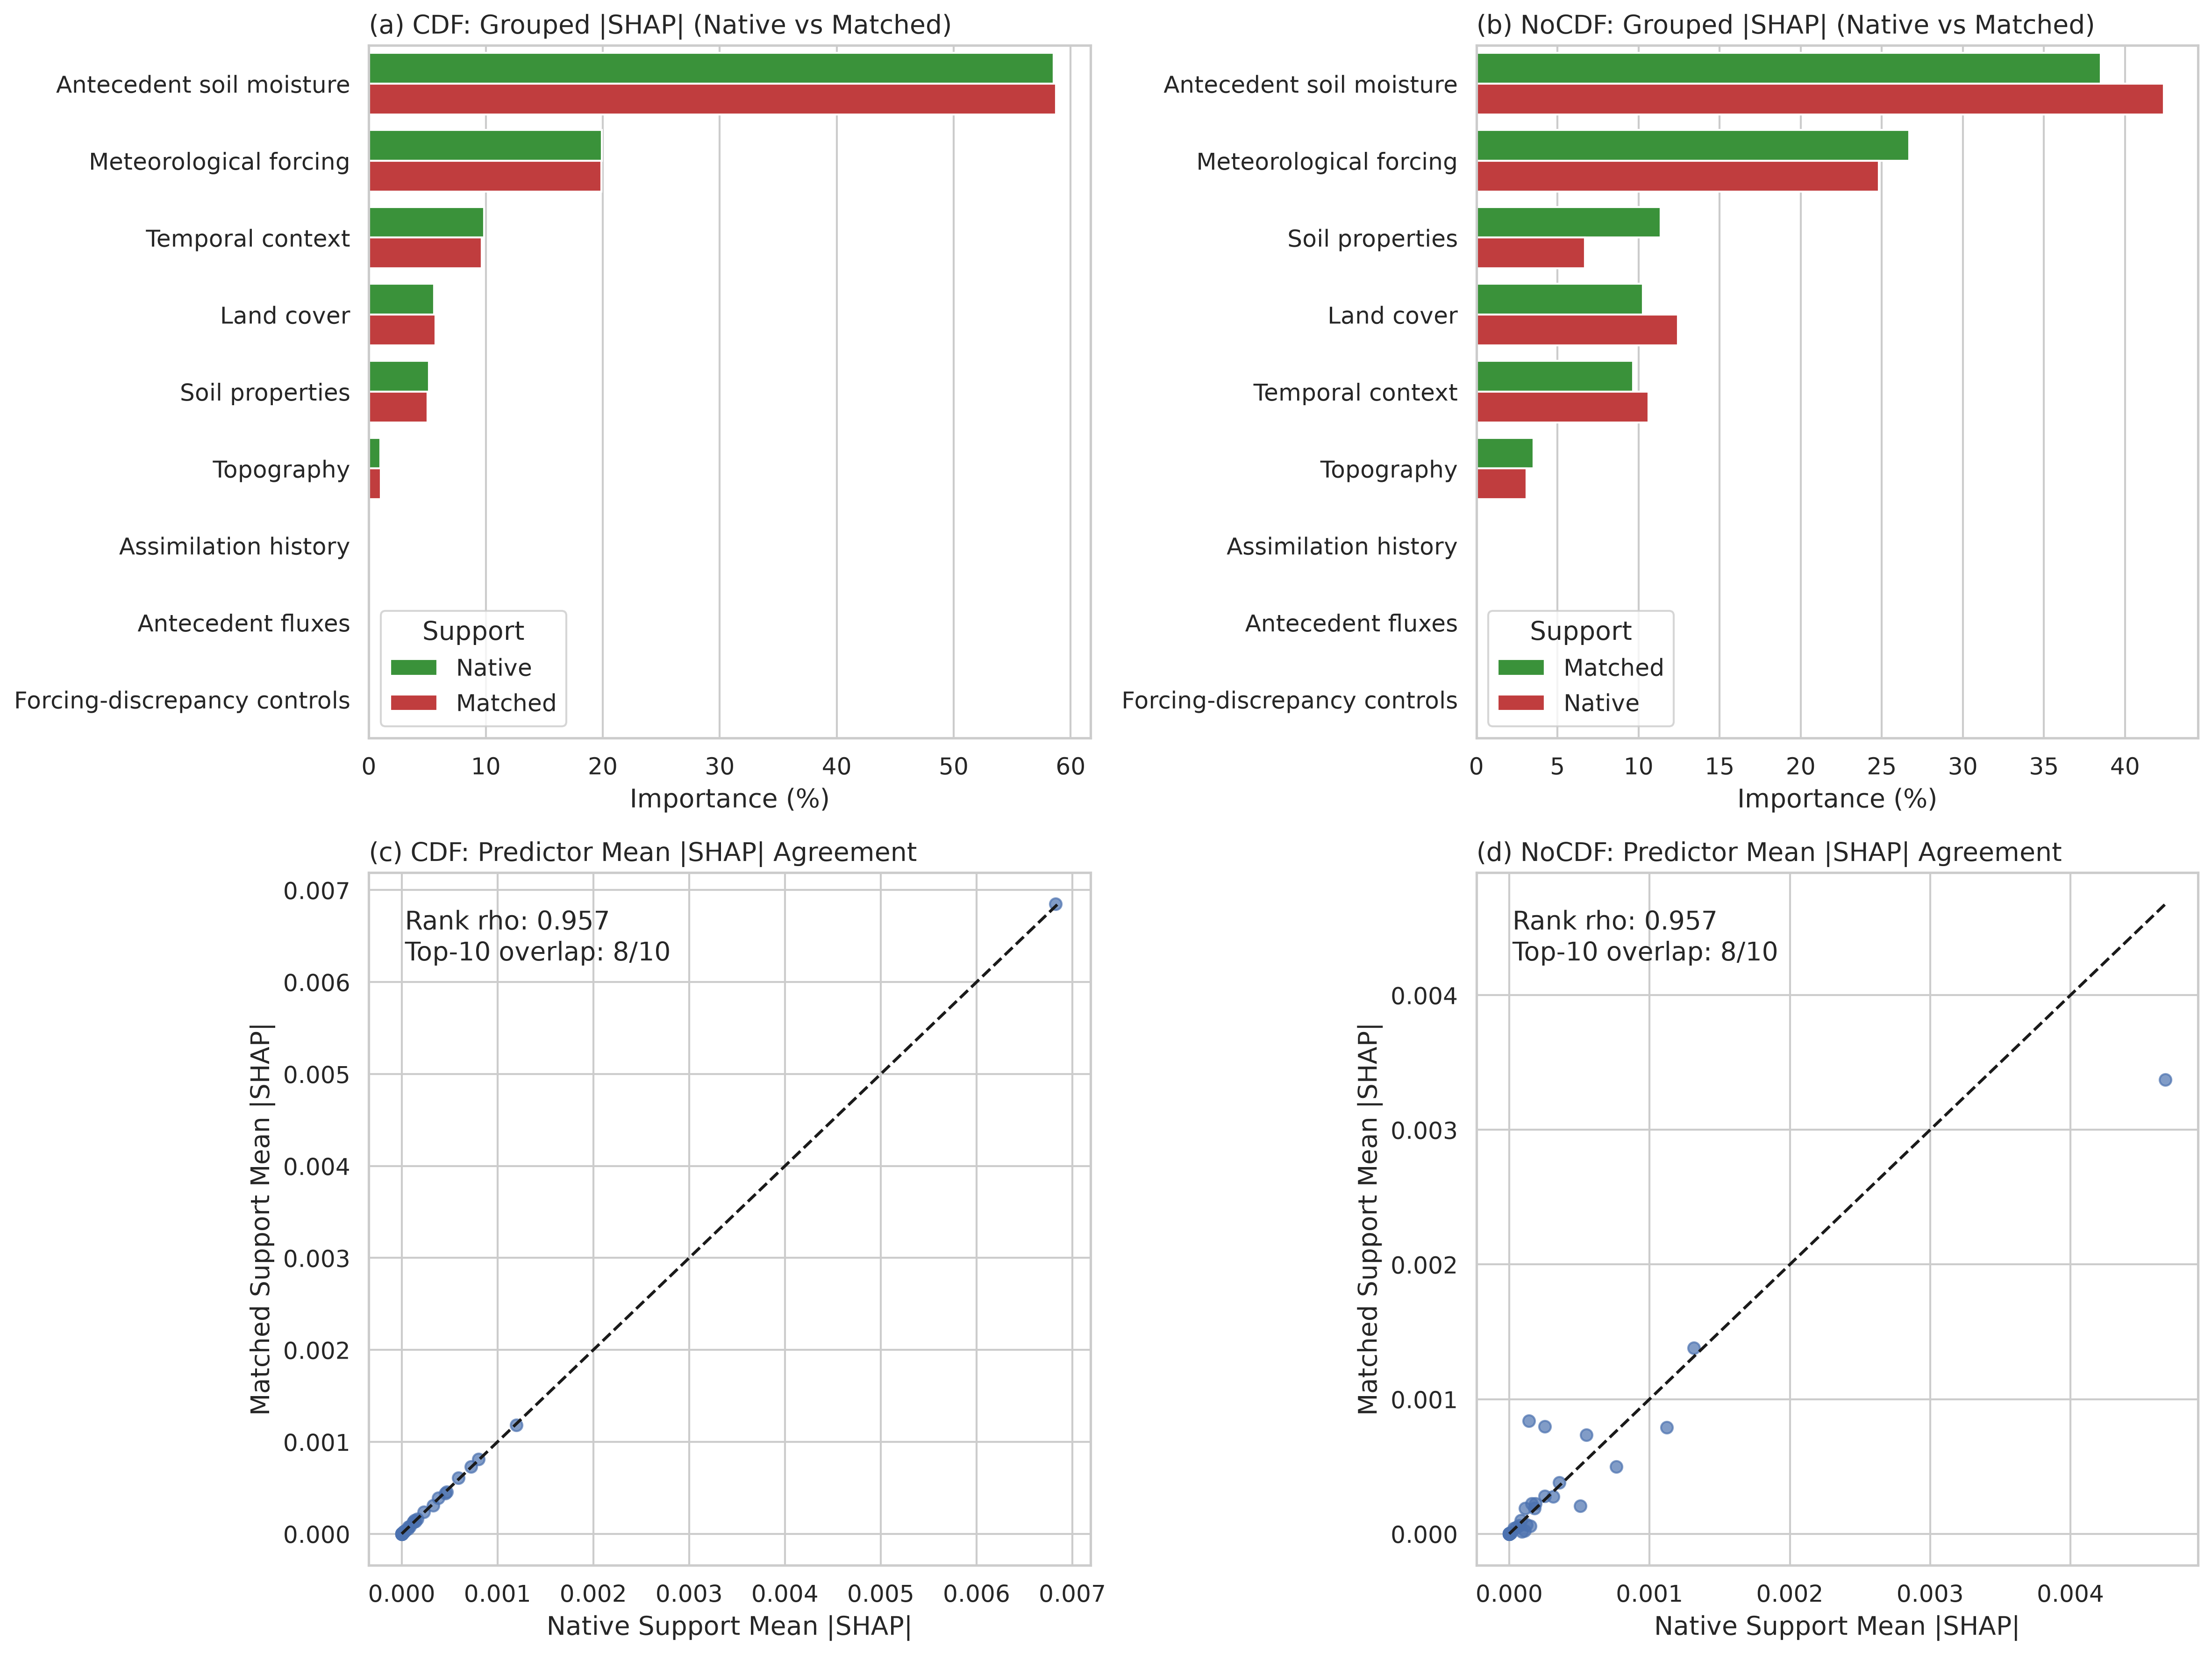 (a) CDF: Grouped |SHAP| (Native vs Matched)
Antecedent soil moisture
Meteorological forcing
Temporal context
Land cover
Soil properties
Topography
Assimilation history
Antecedent fluxes
Forcing-discrepancy controls
Support
Native
Matched
0 10 20 30 40 50 60
Importance (%)
(b) NoCDF: Grouped |SHAP| (Native vs Matched)
Antecedent soil moisture
Meteorological forcing
Soil properties
Land cover
Temporal context
Topography
Assimilation history
Antecedent fluxes
Forcing-discrepancy controls
Support
Matched
Native
0 5 10 15 20 25 30 35 40
Importance (%)
(c) CDF: Predictor Mean |SHAP| Agreement
Rank rho: 0.957
Top-10 overlap: 8/10
Matched Support Mean |SHAP|
0.007
0.006
0.005
0.004
0.003
0.002
0.001
0.000
0.000 0.001 0.002 0.003 0.004 0.005 0.006 0.007
Native Support Mean |SHAP|
(d) NoCDF: Predictor Mean |SHAP| Agreement
Rank rho: 0.957
Top-10 overlap: 8/10
Matched Support Mean |SHAP|
0.004
0.003
0.002
0.001
0.000
0.000 0.001 0.002 0.003 0.004
Native Support Mean |SHAP|